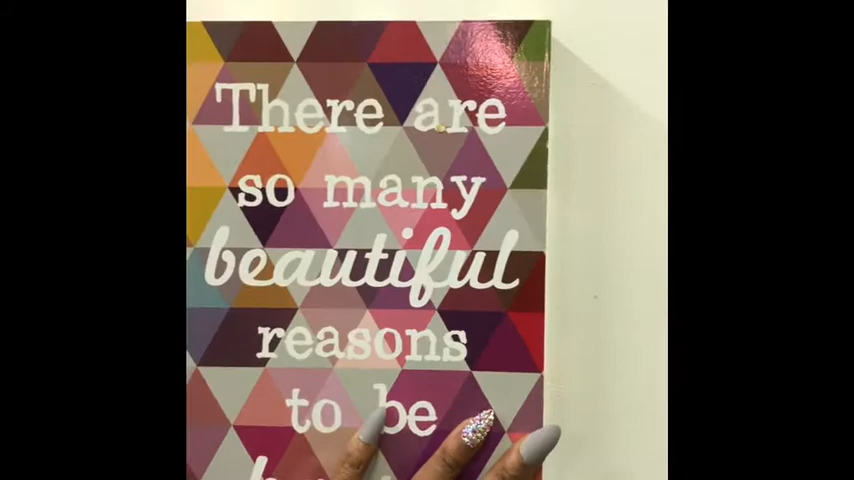 There are
so many
beautiful
reasons
to be